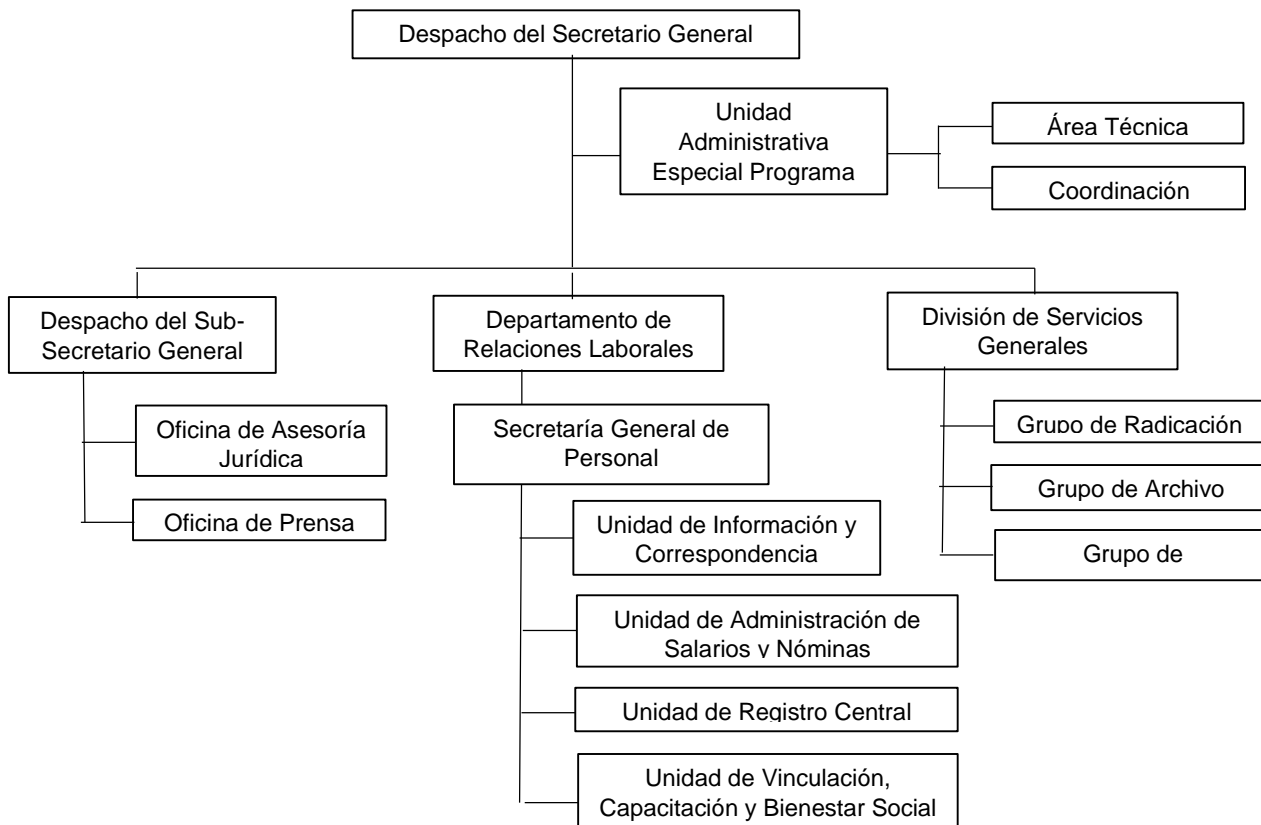 Despacho del Secretario General
Unidad
Administrativa
Especial Programa
Área Técnica
Coordinación
Despacho del Sub-
Secretario General
Departamento de
Relaciones Laborales
División de Servicios
Generales
Oficina de Asesoría
Jurídica
Oficina de Prensa
Secretaría General de
Personal
Unidad de Información y
Correspondencia
Unidad de Administración de
Salarios y Nóminas
Unidad de Registro Central
Unidad de Vinculación,
Capacitación y Bienestar Social
Grupo de Radicación
Grupo de Archivo
Grupo de